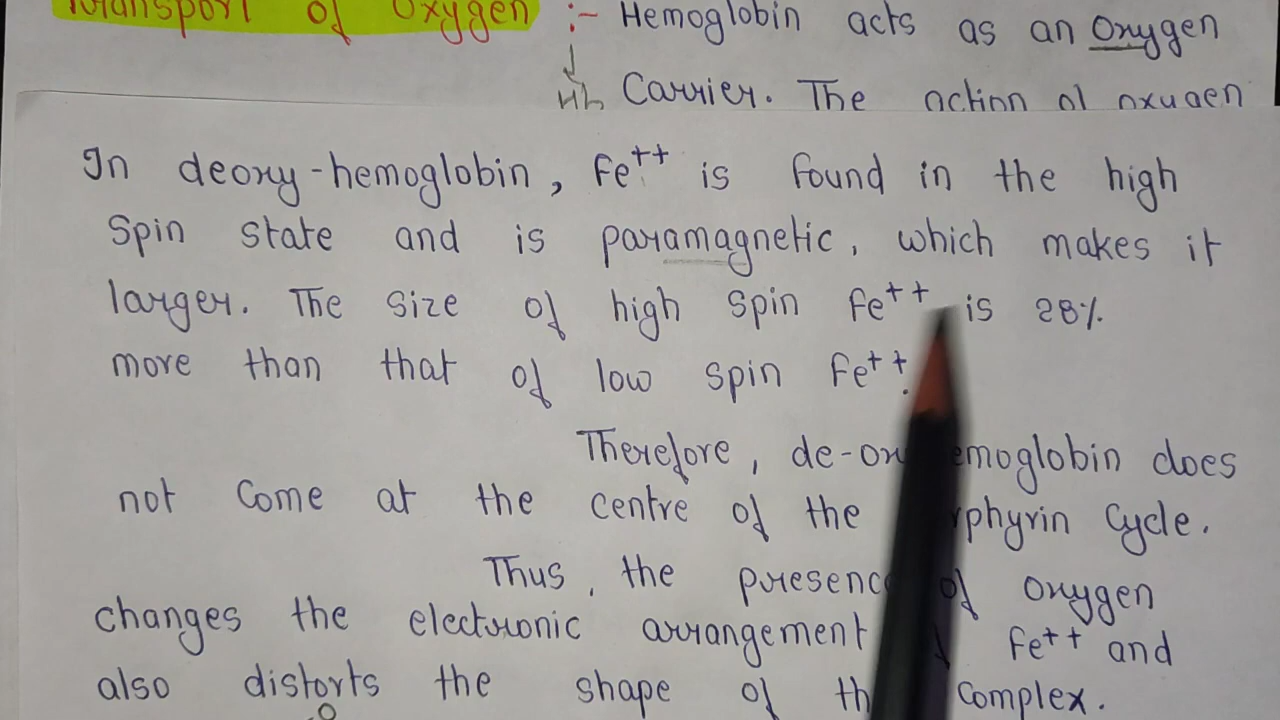 Transport of Oxygen :- Hemoglobin acts as an Oxygen
Hb Carrier. The action of oxygen
In deoxy-hemoglobin, Fe++ is found in the high
Spin state and is paramagnetic, which makes it
larger. The size of high spin Fe++ is 28%
more than that of low spin Fe++.
Therefore, de-ox emoglobin does
not come at the centre of the rphyrin Cycle.
Thus, the presenc of oxygen
changes the electronic arrangement Fe++ and
also distorts the shape of th complex.